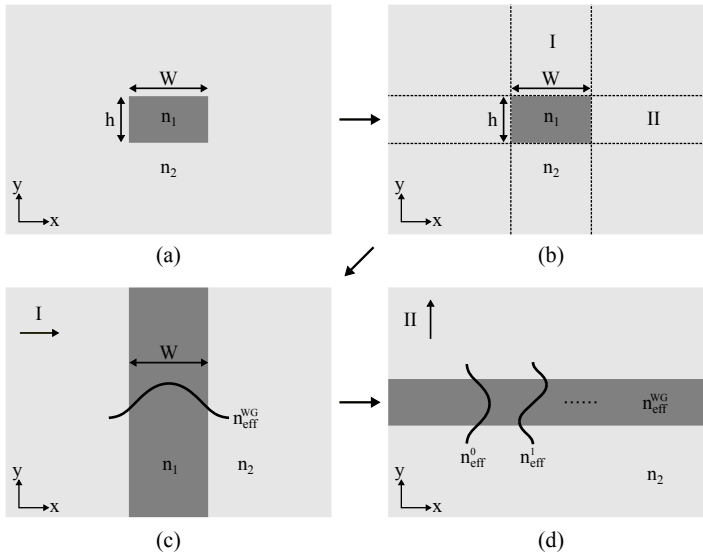 W
h
n₁
n₂
y
x
(a)
I
W
h
n₁
II
n₂
y
x
(b)
I
W
n_eff^WG
n₁
n₂
y
x
(c)
II
......
n_eff^WG
n_eff^0
n_eff^1
n₂
y
x
(d)